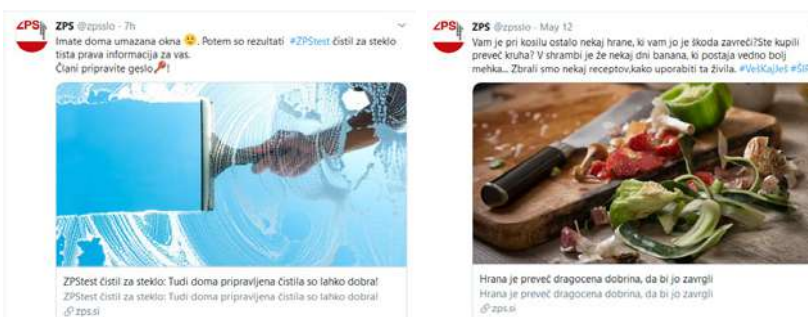 ZPS
ZPS @zpsslo · 7h
Imate doma umazana okna 🙂. Potem so rezultati #ZPStest čistil za steklo
tista prava informacija za vas.
Člani pripravite geslo🔑!
ZPStest čistil za steklo: Tudi doma pripravljena čistila so lahko dobra!
ZPStest čistil za steklo: Tudi doma pripravljena čistila so lahko dobra!
zps.si
ZPS
ZPS @zpsslo · May 12
Vam je pri kosilu ostalo nekaj hrane, ki vam jo je škoda zavreči?Ste kupili
preveč kruha? V shrambi je že nekaj dni banana, ki postaja vedno bolj
mehka... Zbrali smo nekaj receptov,kako uporabiti ta živila. #VešKajJeš
Hrana je preveč dragocena dobrina, da bi jo zavrgli
Hrana je preveč dragocena dobrina, da bi jo zavrgli
zps.si